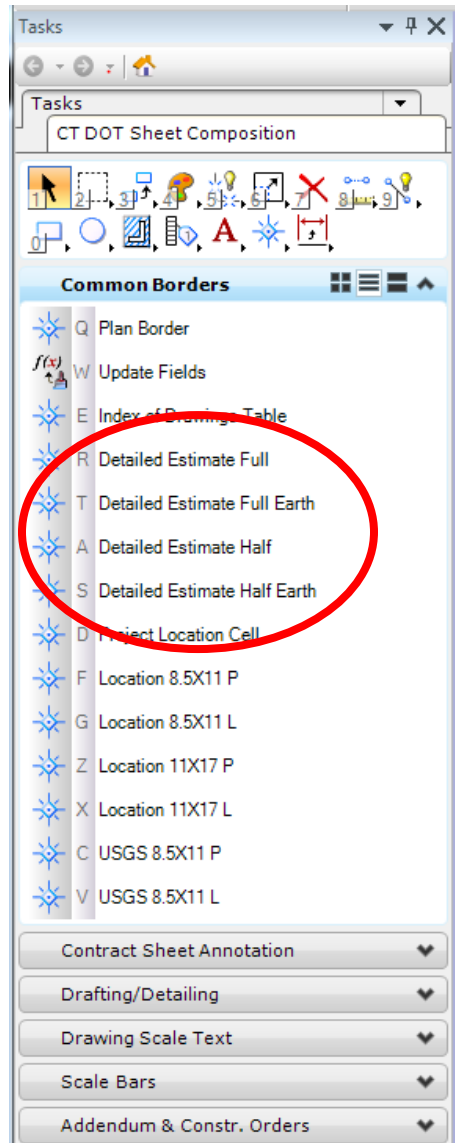 Tasks
Tasks
CT DOT Sheet Composition
1 2 3 4 5 6 7 8 9
0 1 A
Common Borders
Q Plan Border
f(x) W Update Fields
E Index of Drawings Table
R Detailed Estimate Full
T Detailed Estimate Full Earth
A Detailed Estimate Half
S Detailed Estimate Half Earth
D Project Location Cell
F Location 8.5X11 P
G Location 8.5X11 L
Z Location 11X17 P
X Location 11X17 L
C USGS 8.5X11 P
V USGS 8.5X11 L
Contract Sheet Annotation
Drafting/Detailing
Drawing Scale Text
Scale Bars
Addendum & Constr. Orders